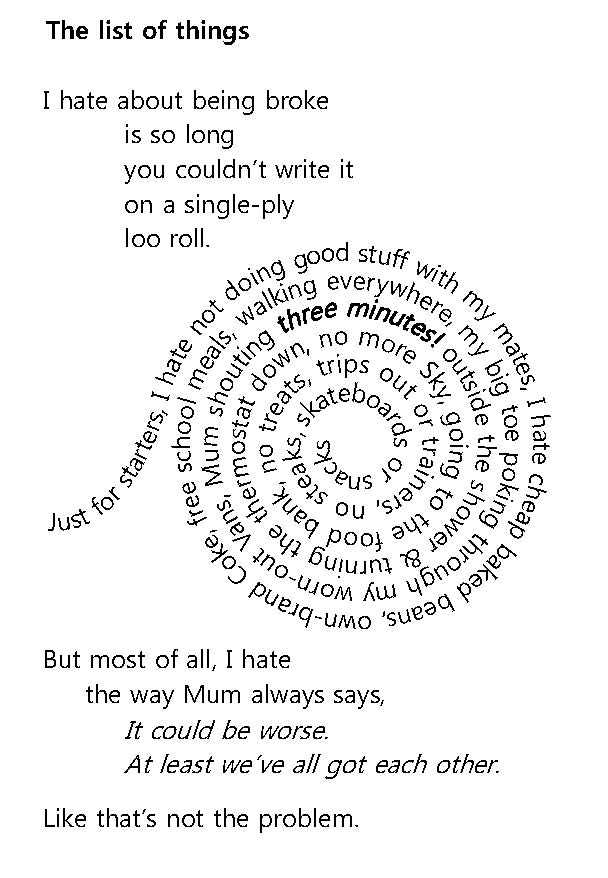 The list of things
I hate about being broke
is so long
you couldn't write it
on a single-ply
loo roll.
Just for starters, I hate not doing good stuff with my mates, I hate cheap baked beans, own-brand Coke, free school meals, walking everywhere, my big toe poking through my worn-out Vans, Mum shouting three minutes! outside the shower & turning the thermostat down, no more Sky, going to the food bank, no treats, trips out or trainers, no steaks, skateboards or snacks
But most of all, I hate
the way Mum always says,
It could be worse.
At least we've all got each other.
Like that's not the problem.